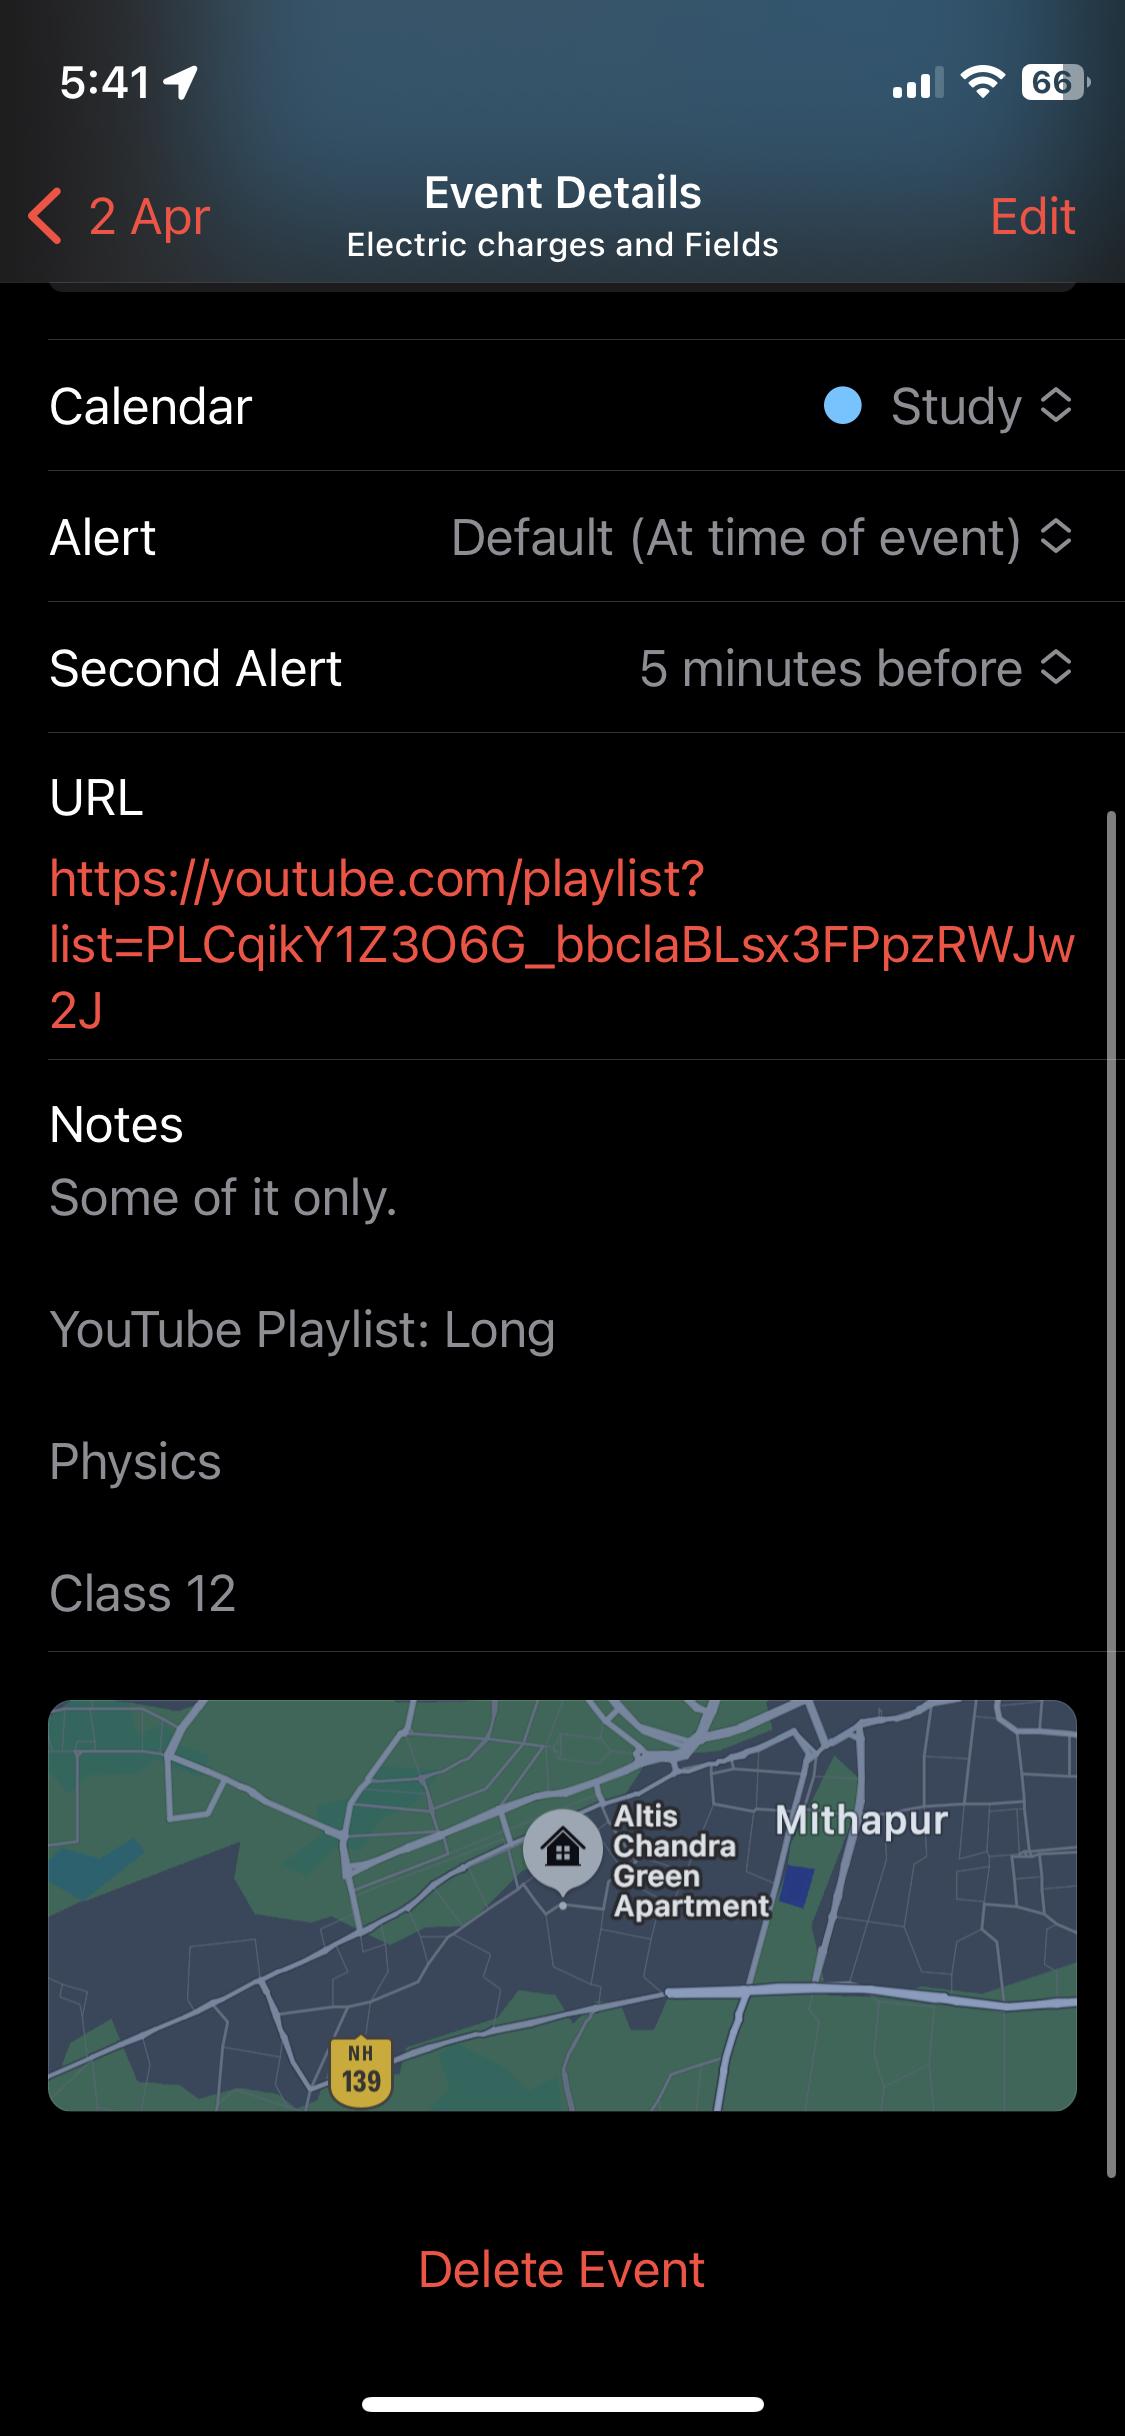 5:41
66
2 Apr
Event Details
Edit
Electric charges and Fields
Calendar
Study
Alert
Default (At time of event)
Second Alert
5 minutes before
URL
https://youtube.com/playlist?
list=PLCqikY1Z3O6G_bbclaBLsx3FPpzRWJw
2J
Notes
Some of it only.
YouTube Playlist: Long
Physics
Class 12
Altis
Chandra
Green
Apartment
Mithapur
NH
139
Delete Event